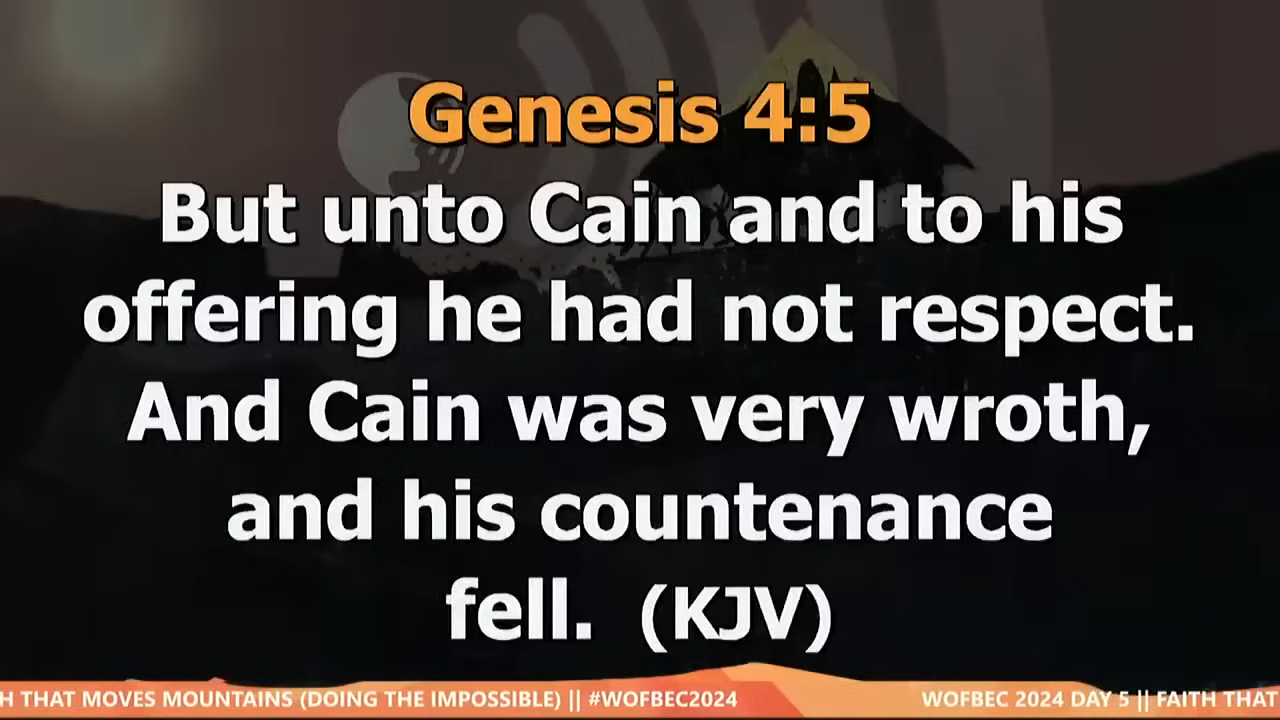 Genesis 4:5
But unto Cain and to his
offering he had not respect.
And Cain was very wroth,
and his countenance
fell. (KJV)
H THAT MOVES MOUNTAINS (DOING THE IMPOSSIBLE) || #WOFBEC2024 WOFBEC 2024 DAY 5 || FAITH THAT